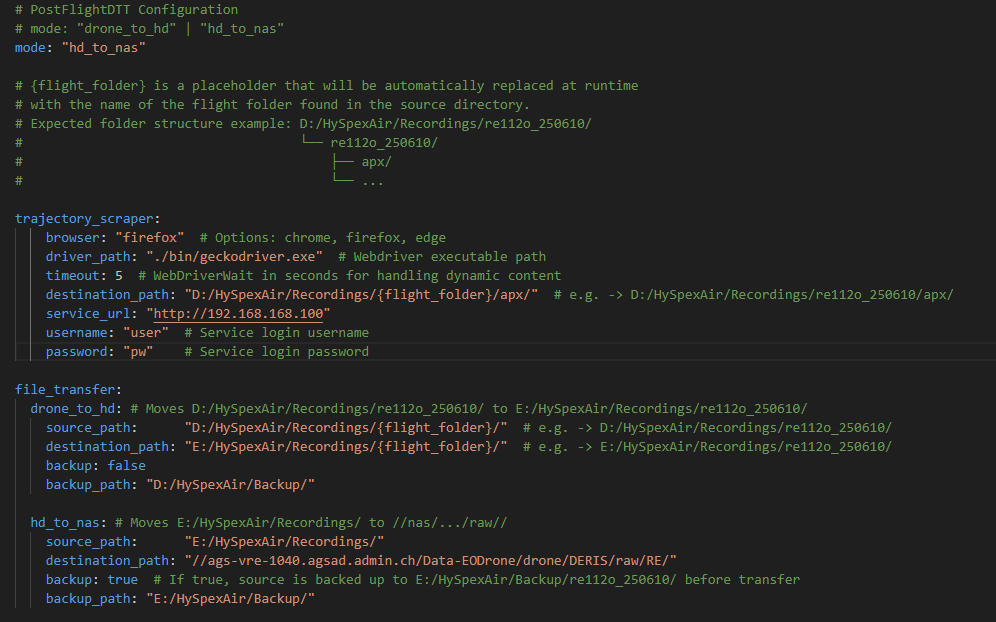 # PostFlightDTT Configuration
# mode: "drone_to_hd" | "hd_to_nas"
mode: "hd_to_nas"

# {flight_folder} is a placeholder that will be automatically replaced at runtime
# with the name of the flight folder found in the source directory.
# Expected folder structure example: D:/HySpexAir/Recordings/re112o_250610/
#                                    └── re112o_250610/
#                                        ├── apx/
#                                        └── ...

trajectory_scraper:
    browser: "firefox"  # Options: chrome, firefox, edge
    driver_path: "./bin/geckodriver.exe"  # Webdriver executable path
    timeout: 5  # WebDriverWait in seconds for handling dynamic content
    destination_path: "D:/HySpexAir/Recordings/{flight_folder}/apx/"  # e.g. -> D:/HySpexAir/Recordings/re112o_250610/apx/
    service_url: "http://192.168.168.100"
    username: "user"  # Service login username
    password: "pw"    # Service login password

file_transfer:
  drone_to_hd: # Moves D:/HySpexAir/Recordings/re112o_250610/ to E:/HySpexAir/Recordings/re112o_250610/
    source_path:      "D:/HySpexAir/Recordings/{flight_folder}/"  # e.g. -> D:/HySpexAir/Recordings/re112o_250610/
    destination_path: "E:/HySpexAir/Recordings/{flight_folder}/"  # e.g. -> E:/HySpexAir/Recordings/re112o_250610/
    backup: false
    backup_path: "D:/HySpexAir/Backup/"

  hd_to_nas: # Moves E:/HySpexAir/Recordings/ to //nas/.../raw//
    source_path:      "E:/HySpexAir/Recordings/"
    destination_path: "//ags-vre-1040.agsad.admin.ch/Data-EODrone/drone/DERIS/raw/RE/"
    backup: true  # If true, source is backed up to E:/HySpexAir/Backup/re112o_250610/ before transfer
    backup_path: "E:/HySpexAir/Backup/"